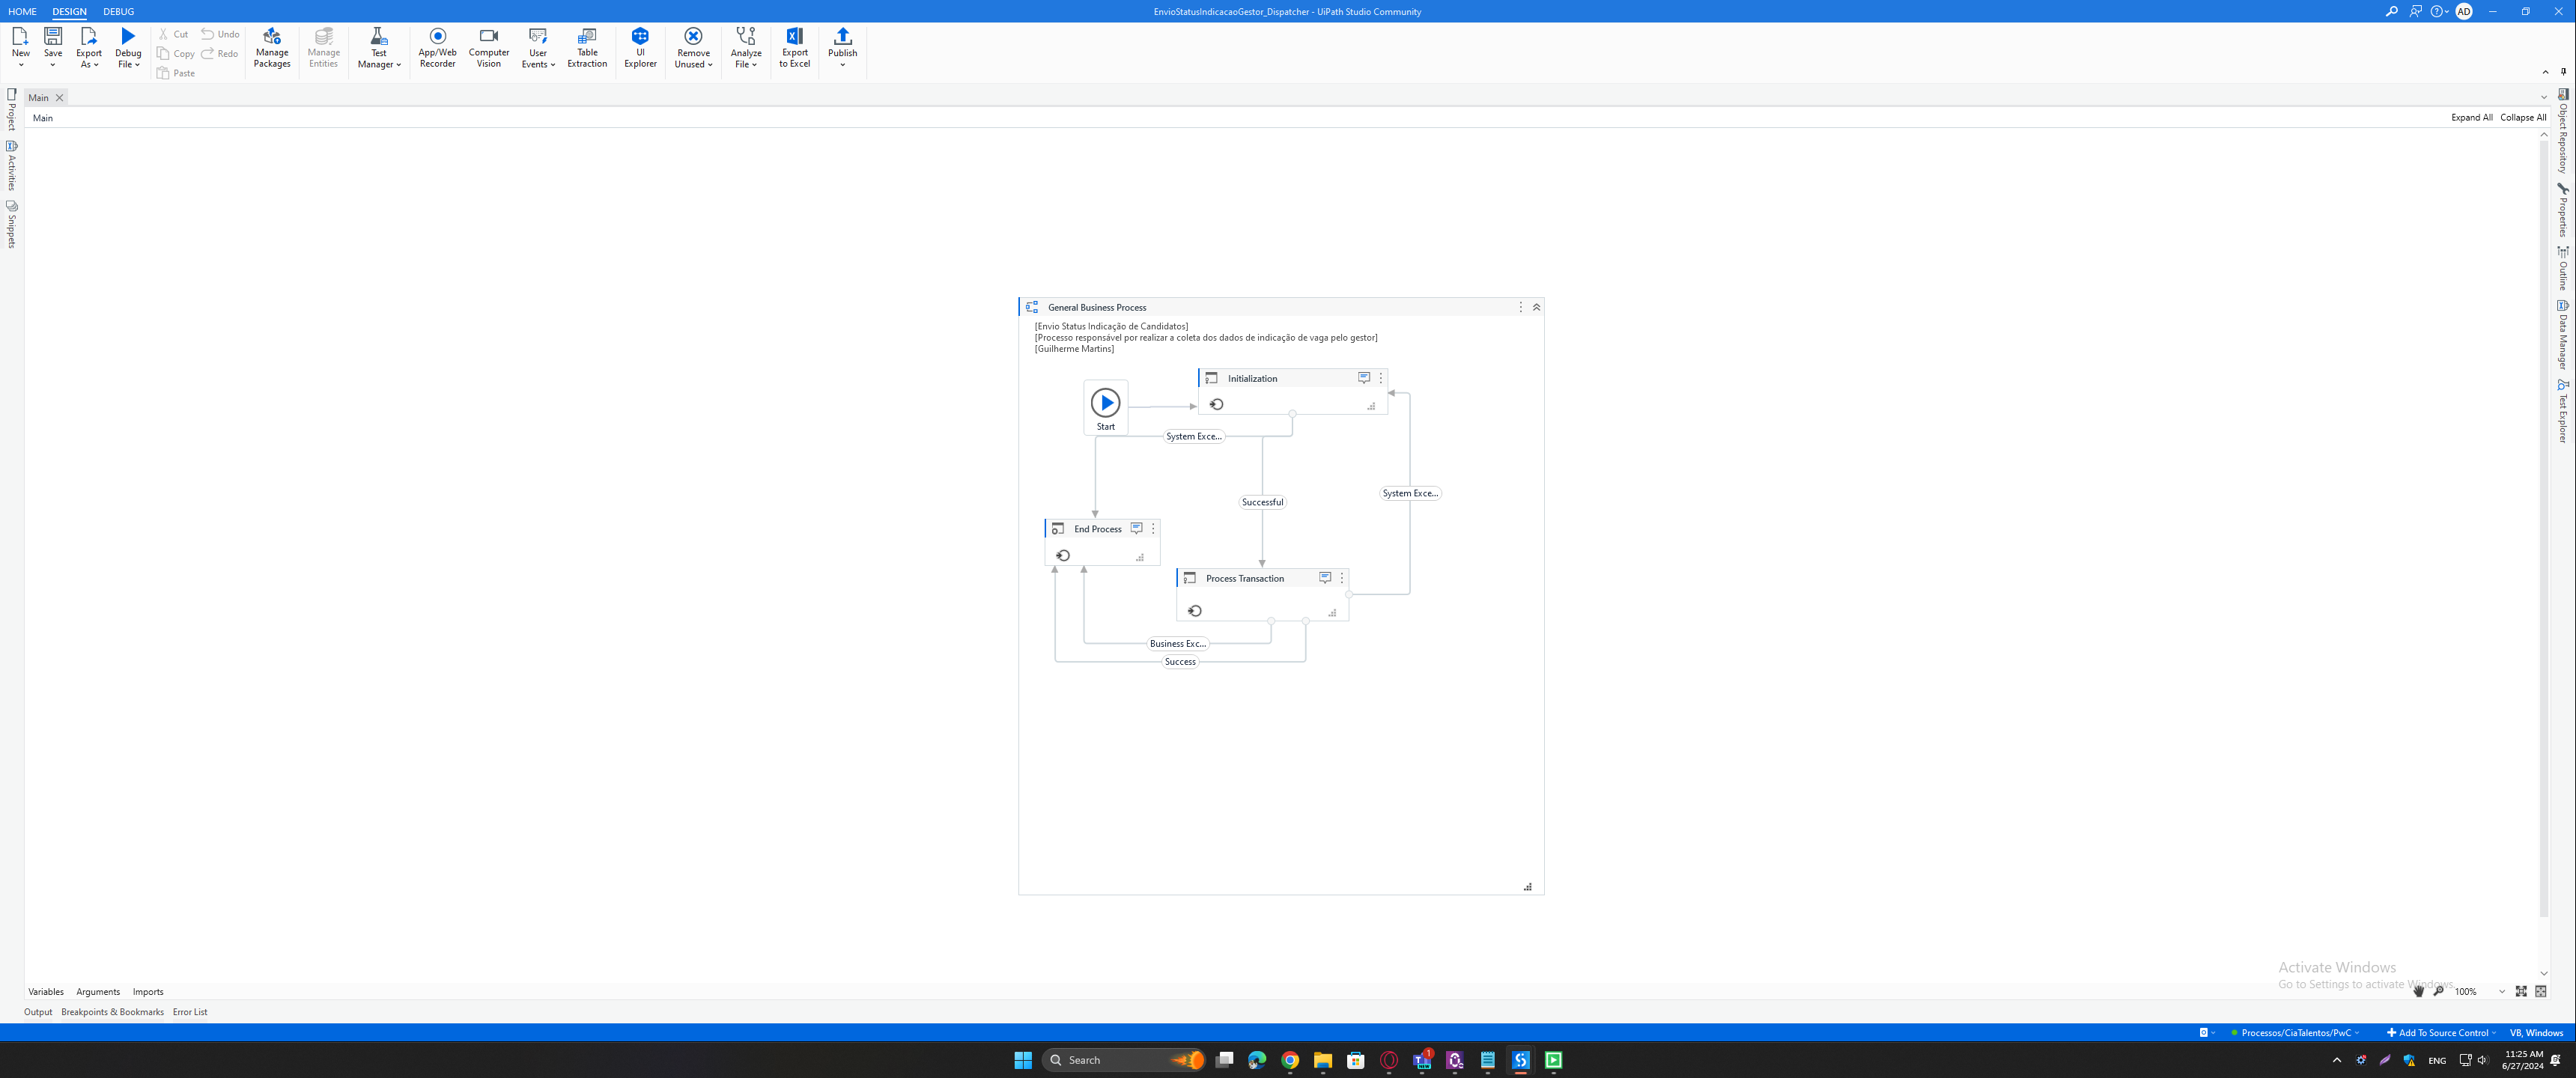 HOME DESIGN DEBUG
EnvioStatusIndicacaoGestor_Dispatcher - UiPath Studio Community
AD
New
Save
Export As
Debug File
Cut
Copy
Paste
Undo
Redo
Manage Packages
Manage Entities
Test Manager
App/Web Recorder
Computer Vision
User Events
Table Extraction
UI Explorer
Remove Unused
Analyze File
Export to Excel
Publish
Main
Main
Expand All Collapse All
Project
Activities
Snippets
Object Repository
Properties
Outline
Data Manager
Test Explorer
General Business Process
[Envio Status Indicação de Candidatos]
[Processo responsável por realizar a coleta dos dados de indicação de vaga pelo gestor]
[Guilherme Martins]
Initialization
Start
System Exce...
Successful
System Exce...
End Process
Process Transaction
Business Exc...
Success
Activate Windows
Go to Settings to activate Windows.
Variables Arguments Imports
100%
Output Breakpoints & Bookmarks Error List
Processos/CiaTalentos/PwC
Add To Source Control
VB, Windows
Search
1
NEW
ENG
11:25 AM
6/27/2024